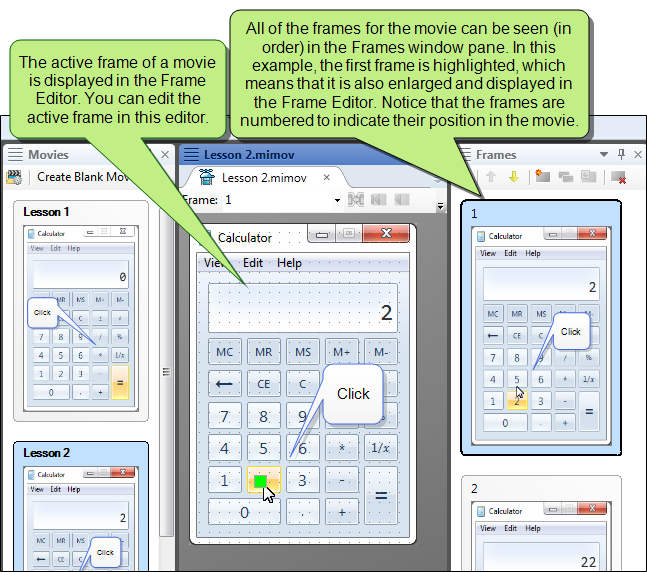 The active frame of a movie
is displayed in the Frame
Editor. You can edit the
active frame in this editor.
All of the frames for the movie can be seen (in
order) in the Frames window pane. In this
example, the first frame is highlighted, which
means that it is also enlarged and displayed in
the Frame Editor. Notice that the frames are
numbered to indicate their position in the movie.
Movies
Create Blank Mov
Lesson 1
Calculator
View Edit Help
0
MR MS M+ M-
Click
C ± √
7 8 9 / %
4 5 6 * 1/x
1 2 3 - =
0 . +
Lesson 2
Calculator
View Edit Help
2
MC MR MS M+ M-
← CE
Click
Lesson 2.mimov
Lesson 2.mimov
Frame: 1
Calculator
View Edit Help
2
MC MR MS M+ M-
← CE C
Click
7 8 9 %
4 5 6 * 1/x
1 3 - =
0 . +
Frames
1
Calculator
View Edit Help
2
MC MR MS M+ M-
← CE C
Click
7 8 9 / %
4 5 6 * 1/x
1 2 3 - =
0 . +
2
Calculator
View Edit Help
22